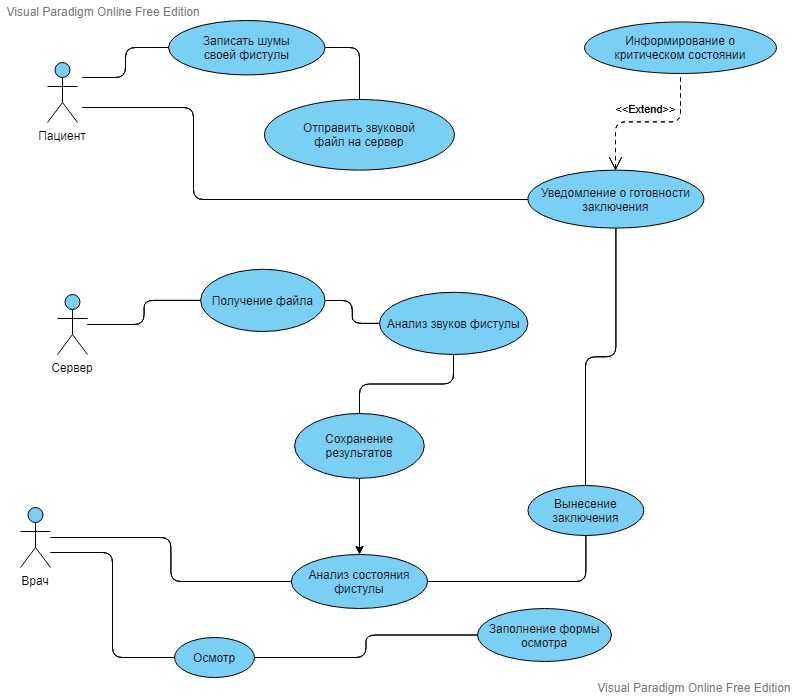 Visual Paradigm Online Free Edition
Записать шумы
своей фистулы
Информирование о
критическом состоянии
<<Extend>>
Пациент
Отправить звуковой
файл на сервер
Уведомление о готовности
заключения
Получение файла
Анализ звуков фистулы
Сервер
Сохранение
результатов
Вынесение
заключения
Врач
Анализ состояния
фистулы
Заполнение формы
осмотра
Осмотр
Visual Paradigm Online Free Edition